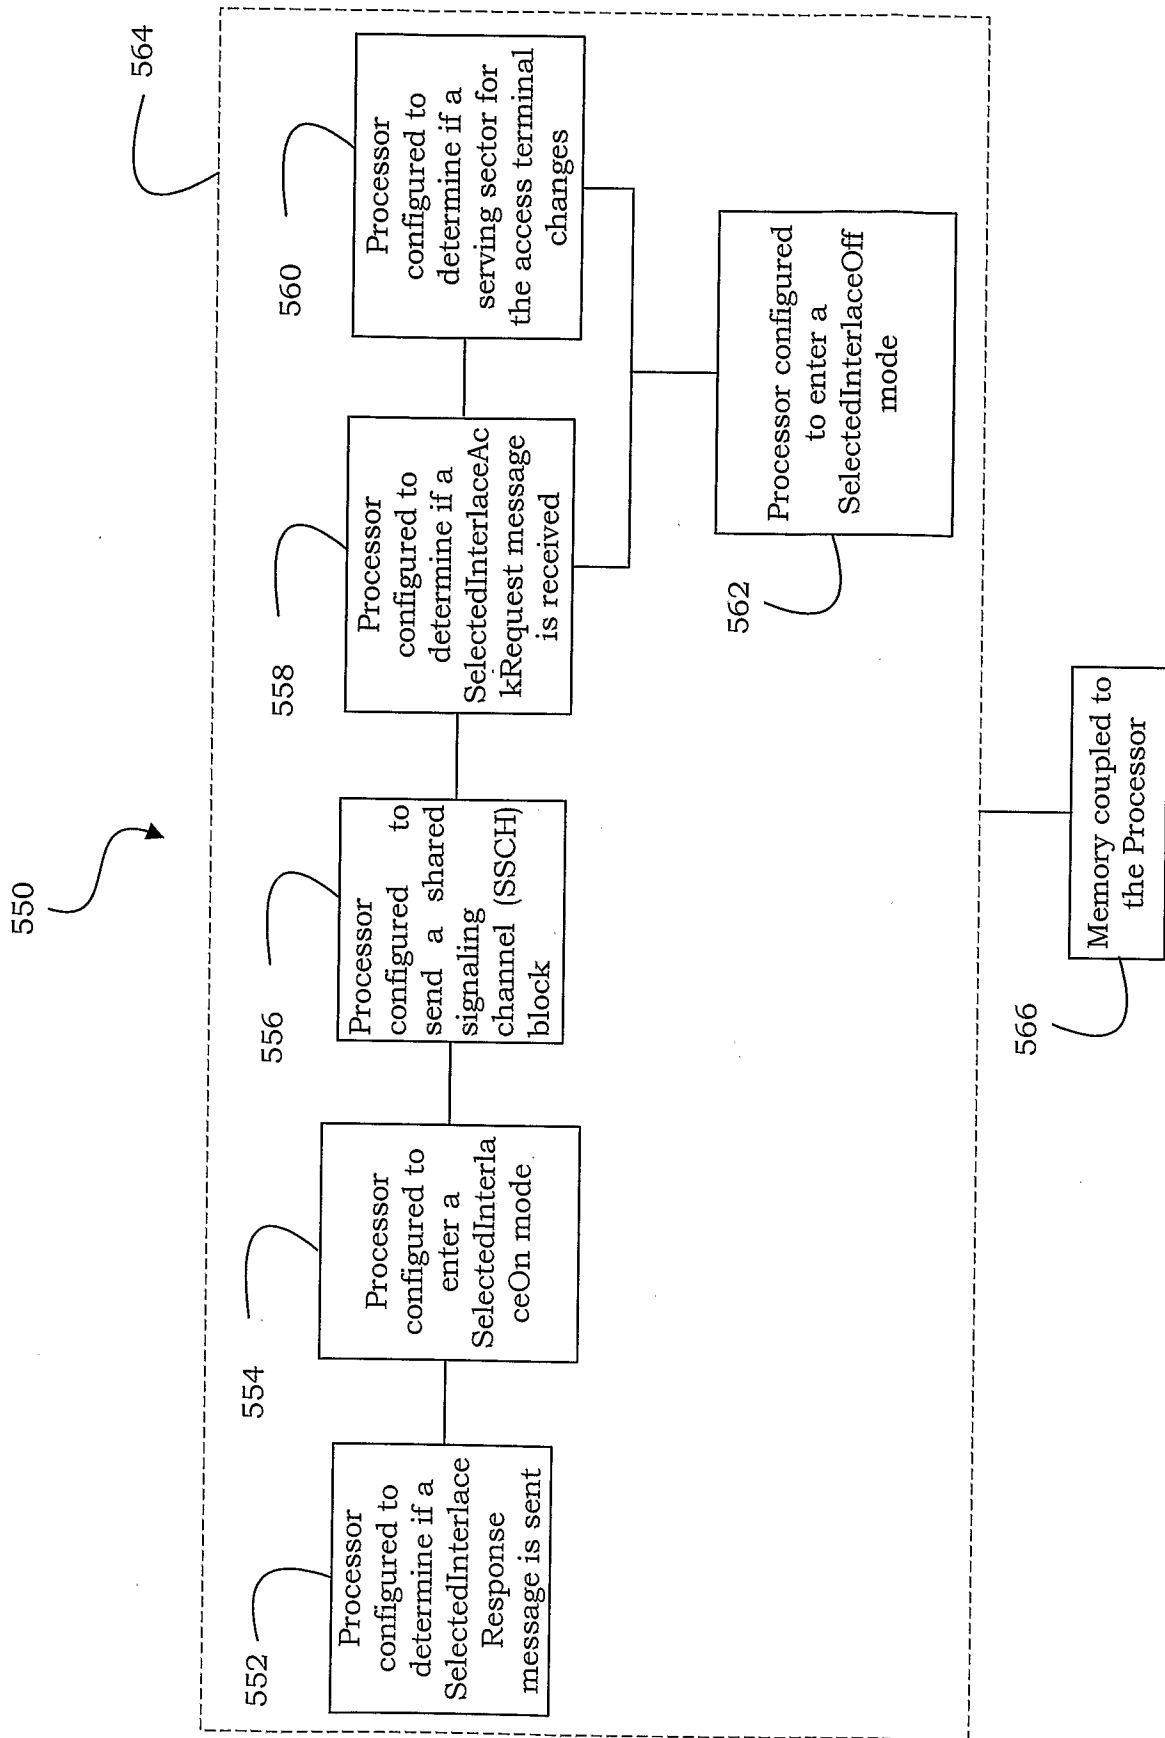 550
564
552
Processor
configured to
determine if a
SelectedInterlace
Response
message is sent
554
Processor
configured to
enter a
SelectedInterla
ceOn mode
556
Processor
configured to
send a shared
signaling
channel (SSCH)
block
558
Processor
configured to
determine if a
SelectedInterlaceAc
kRequest message
is received
560
Processor
configured to
determine if a
serving sector for
the access terminal
changes
562
Processor configured
to enter a
SelectedInterlaceOff
mode
566
Memory coupled to
the Processor